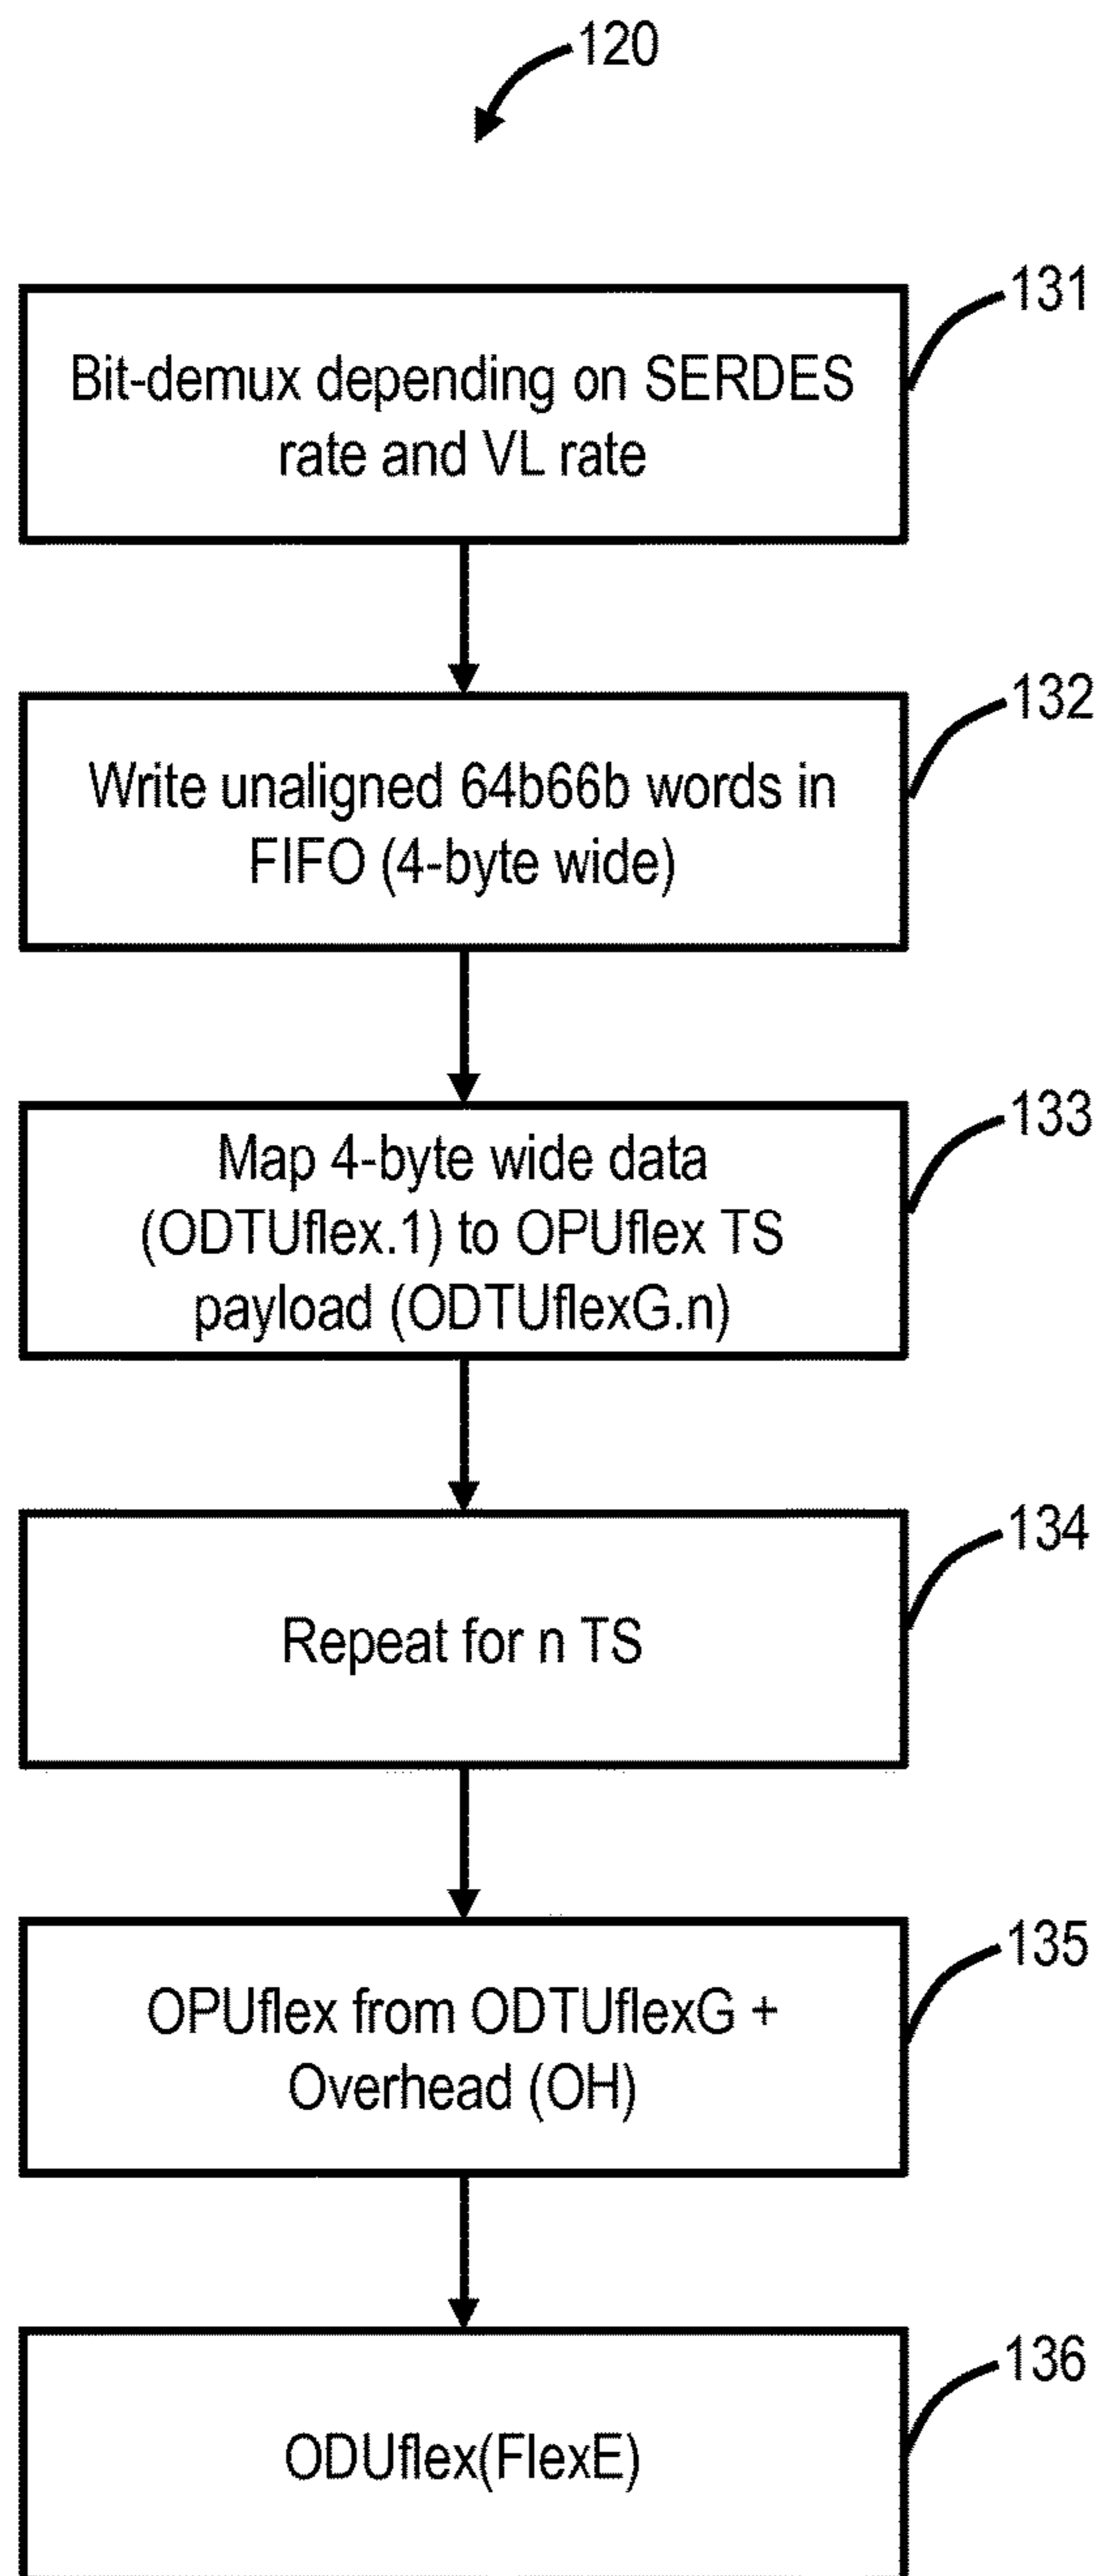 120
131
Bit-demux depending on SERDES
rate and VL rate
132
Write unaligned 64b66b words in
FIFO (4-byte wide)
133
Map 4-byte wide data
(ODTUflex.1) to OPUflex TS
payload (ODTUflexG.n)
134
Repeat for n TS
135
OPUflex from ODTUflexG +
Overhead (OH)
136
ODUflex(FlexE)